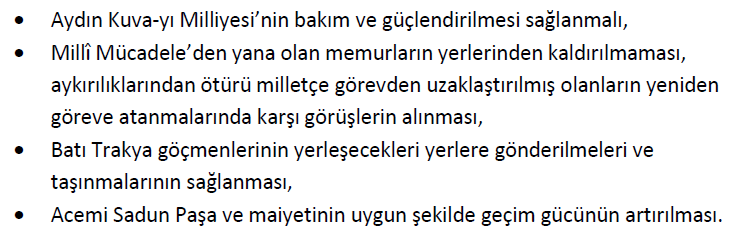 • Aydın Kuva-yı Milliyesi’nin bakım ve güçlendirilmesi sağlanmalı,
• Millî Mücadele’den yana olan memurların yerlerinden kaldırılmaması,
aykırılıklarından ötürü milletçe görevden uzaklaştırılmış olanların yeniden
göreve atanmalarında karşı görüşlerin alınması,
• Batı Trakya göçmenlerinin yerleşecekleri yerlere gönderilmeleri ve
taşınmalarının sağlanması,
• Acemi Sadun Paşa ve maiyetinin uygun şekilde geçim gücünün artırılması.